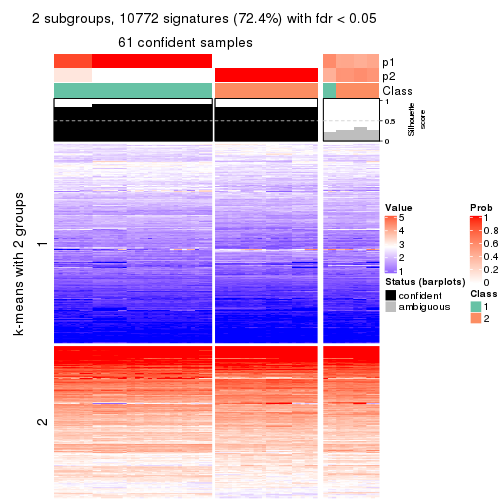 2 subgroups, 10772 signatures (72.4%) with fdr < 0.05
61 confident samples
p1
p2
Class
1
0.5
0
Silhouette
score
k-means with 2 groups
1
2
Value
5
4
3
2
1
Status (barplots)
confident
ambiguous
Prob
1
0.8
0.6
0.4
0.2
0
Class
1
2